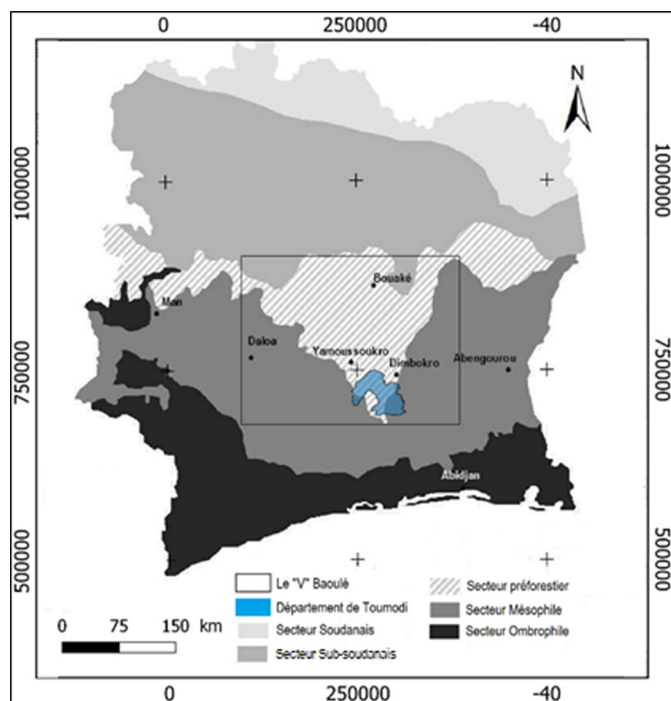 0 250000 -40
N
1000000 1000000
Bouaké
Man
Daloa
Yamoussoukro
Dimbokro
Abengourou
750000 750000
Abidjan
500000 500000
Le "V" Baoulé
Département de Toumodi
Secteur Soudanais
Secteur Sub-soudanais
Secteur préforestier
Secteur Mésophile
Secteur Ombrophile
0 75 150 km
0 250000 -40